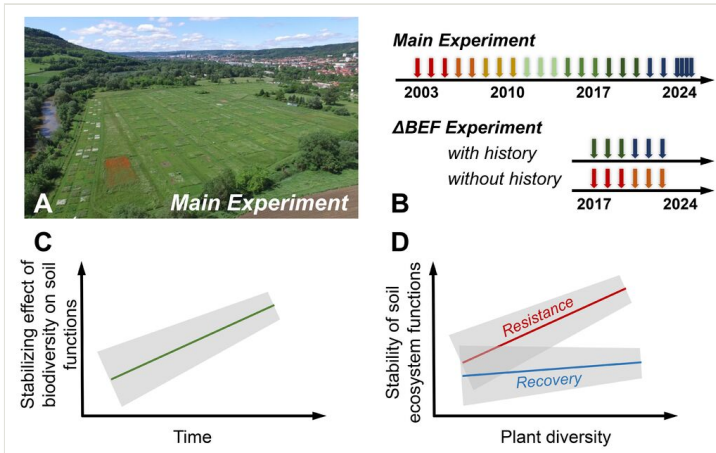 A
Main Experiment
B
Main Experiment
2003 2010 2017 2024
ΔBEF Experiment
with history
without history
2017 2024
C
Stabilizing effect of
biodiversity on soil
functions
Time
D
Stability of soil
ecosystem functions
Resistance
Recovery
Plant diversity